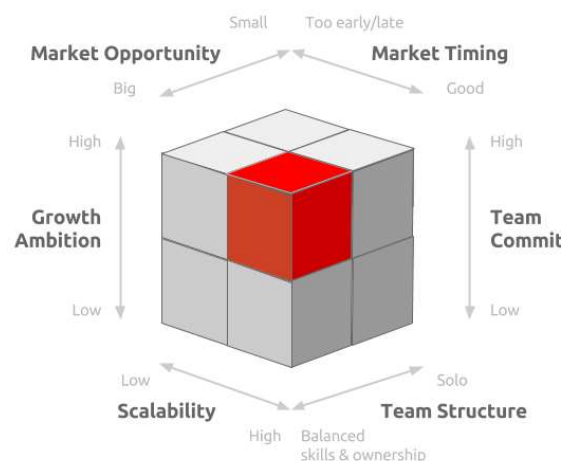 Small Too early/late
Market Opportunity Market Timing
Big Good
High High
Growth Team
Ambition Commit
Low Low
Low Solo
Scalability Team Structure
High Balanced
skills & ownership